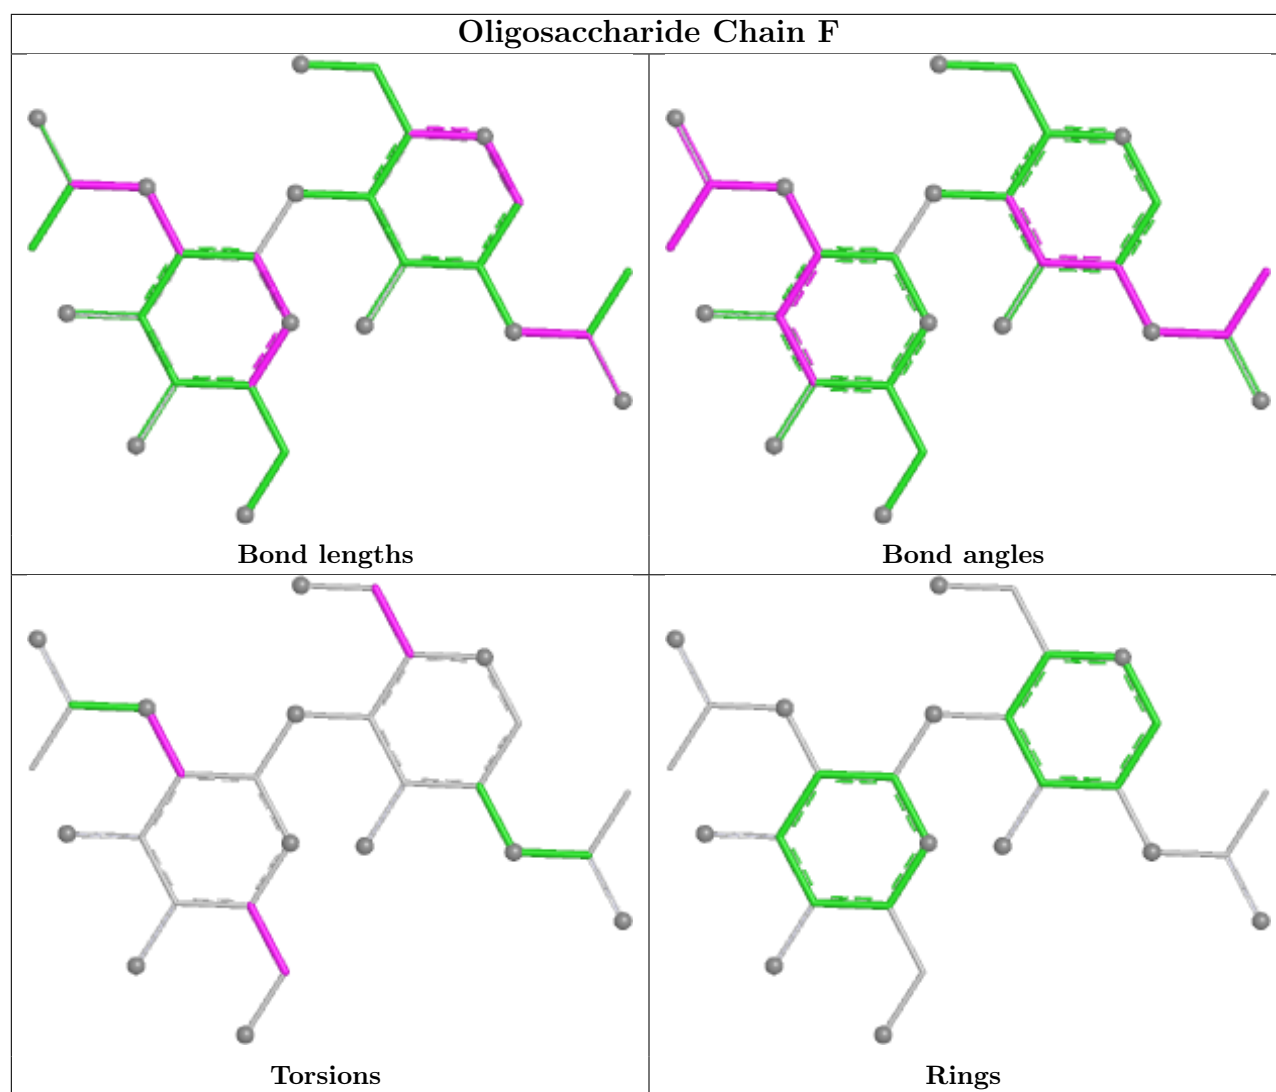 Oligosaccharide Chain F
Bond lengths
Bond angles
Torsions
Rings